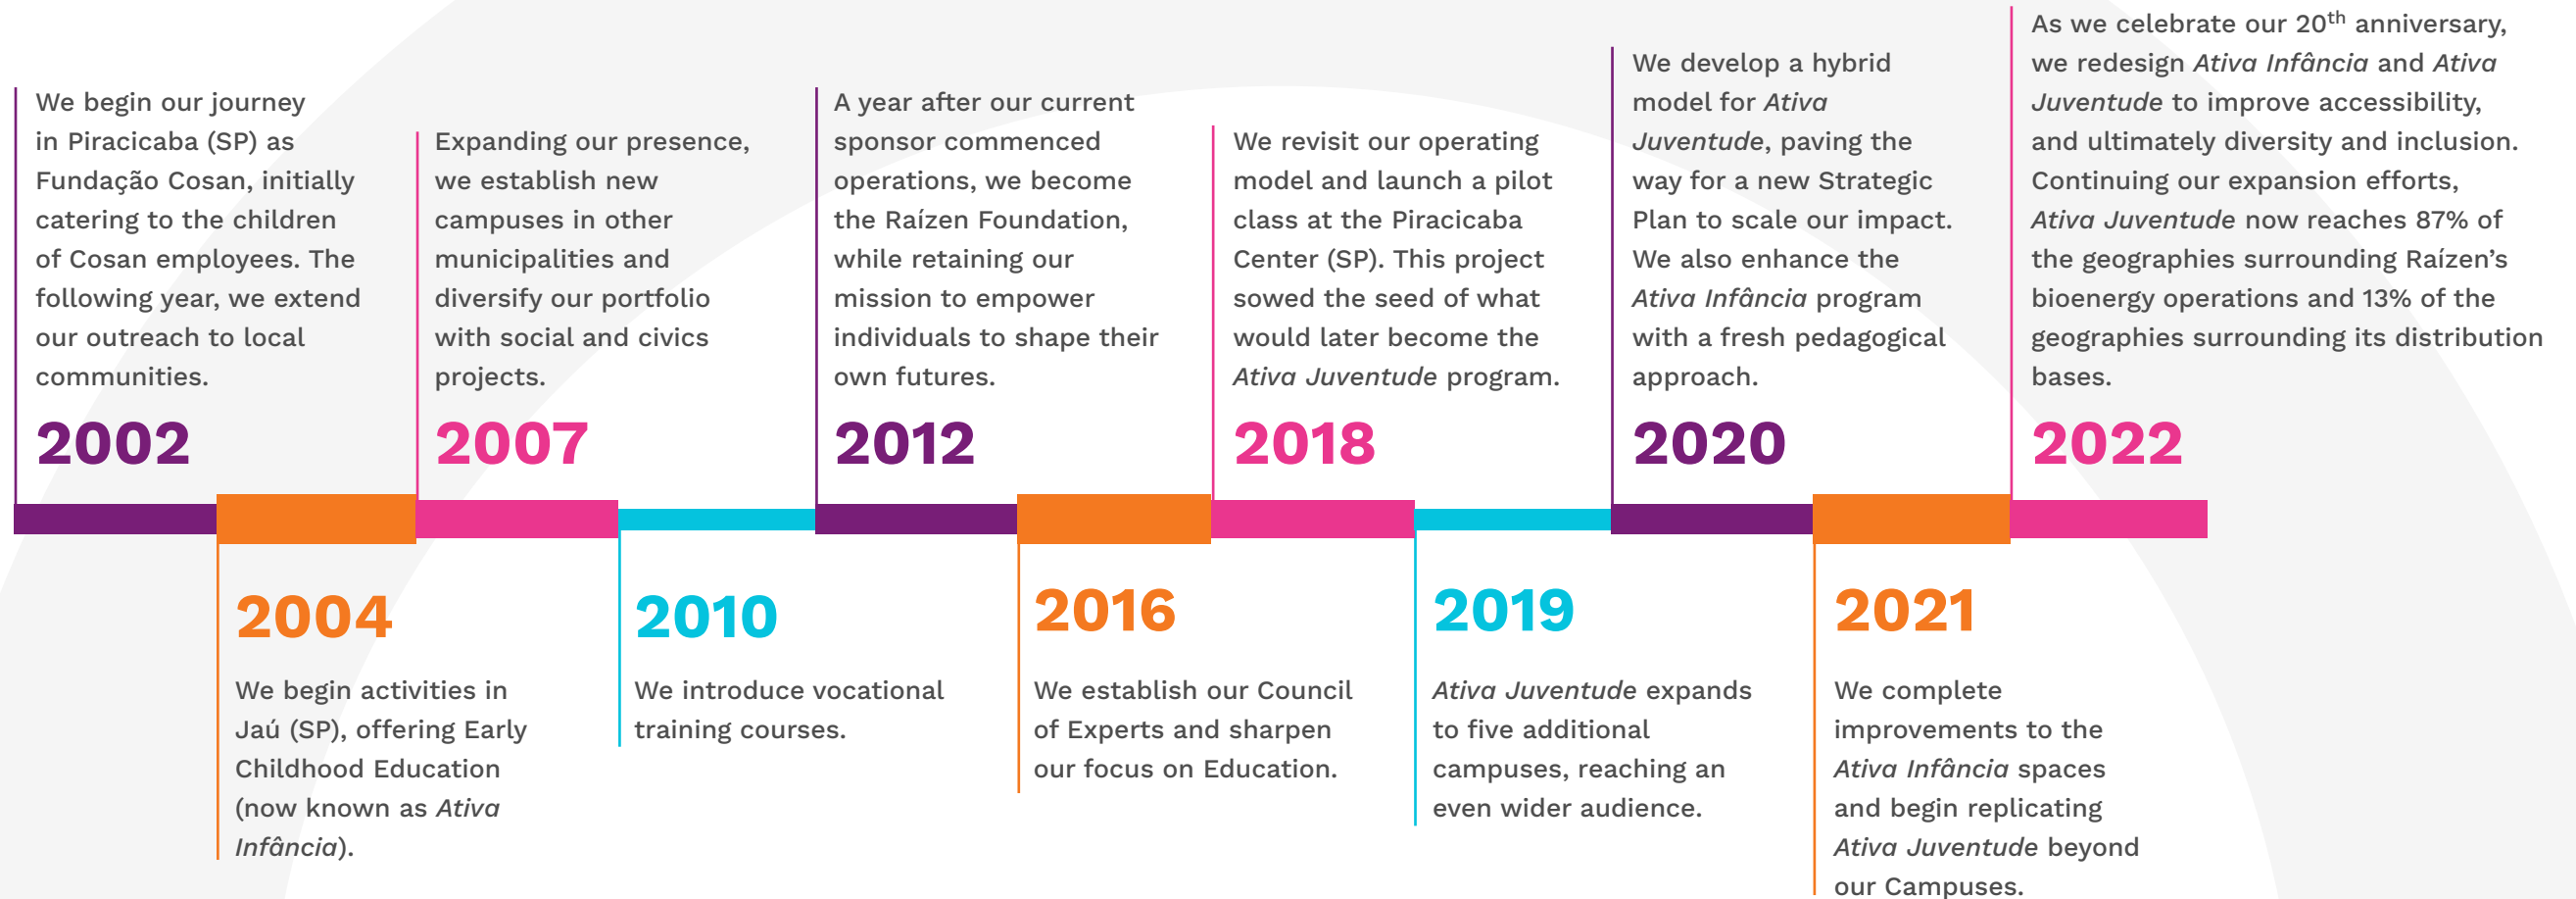 We begin our journey
in Piracicaba (SP) as
Fundação Cosan, initially
catering to the children
of Cosan employees. The
following year, we extend
our outreach to local
communities.
2002
2004
We begin activities in
Jaú (SP), offering Early
Childhood Education
(now known as Ativa
Infância).
Expanding our presence,
we establish new
campuses in other
municipalities and
diversify our portfolio
with social and civics
projects.
2007
2010
We introduce vocational
training courses.
A year after our current
sponsor commenced
operations, we become
the Raízen Foundation,
while retaining our
mission to empower
individuals to shape their
own futures.
2012
2016
We establish our Council
of Experts and sharpen
our focus on Education.
We revisit our operating
model and launch a pilot
class at the Piracicaba
Center (SP). This project
sowed the seed of what
would later become the
Ativa Juventude program.
2018
2019
Ativa Juventude expands
to five additional
campuses, reaching an
even wider audience.
We develop a hybrid
model for Ativa
Juventude, paving the
way for a new Strategic
Plan to scale our impact.
We also enhance the
Ativa Infância program
with a fresh pedagogical
approach.
2020
2021
We complete
improvements to the
Ativa Infância spaces
and begin replicating
Ativa Juventude beyond
our Campuses.
As we celebrate our 20th anniversary,
we redesign Ativa Infância and Ativa
Juventude to improve accessibility,
and ultimately diversity and inclusion.
Continuing our expansion efforts,
Ativa Juventude now reaches 87% of
the geographies surrounding Raízen’s
bioenergy operations and 13% of the
geographies surrounding its distribution
bases.
2022